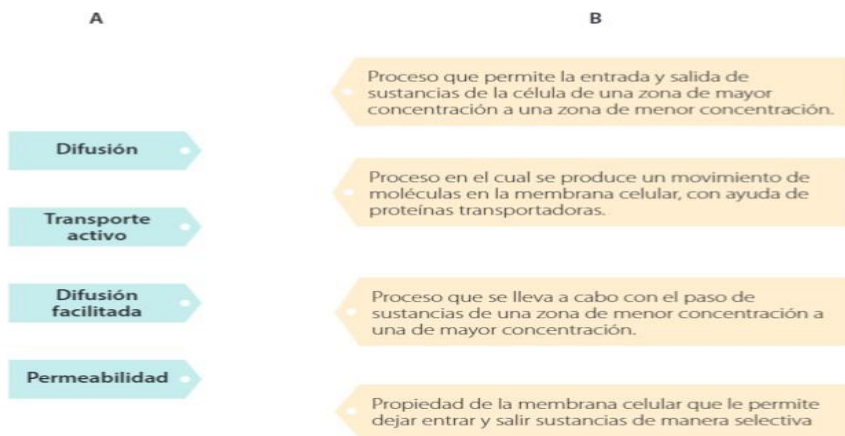 A
B
Difusión
Transporte
activo
Difusión
facilitada
Permeabilidad
Proceso que permite la entrada y salida de
sustancias de la célula de una zona de mayor
concentración a una zona de menor concentración.
Proceso en el cual se produce un movimiento de
moléculas en la membrana celular, con ayuda de
proteínas transportadoras.
Proceso que se lleva a cabo con el paso de
sustancias de una zona de menor concentración a
una de mayor concentración.
Propiedad de la membrana celular que le permite
dejar entrar y salir sustancias de manera selectiva